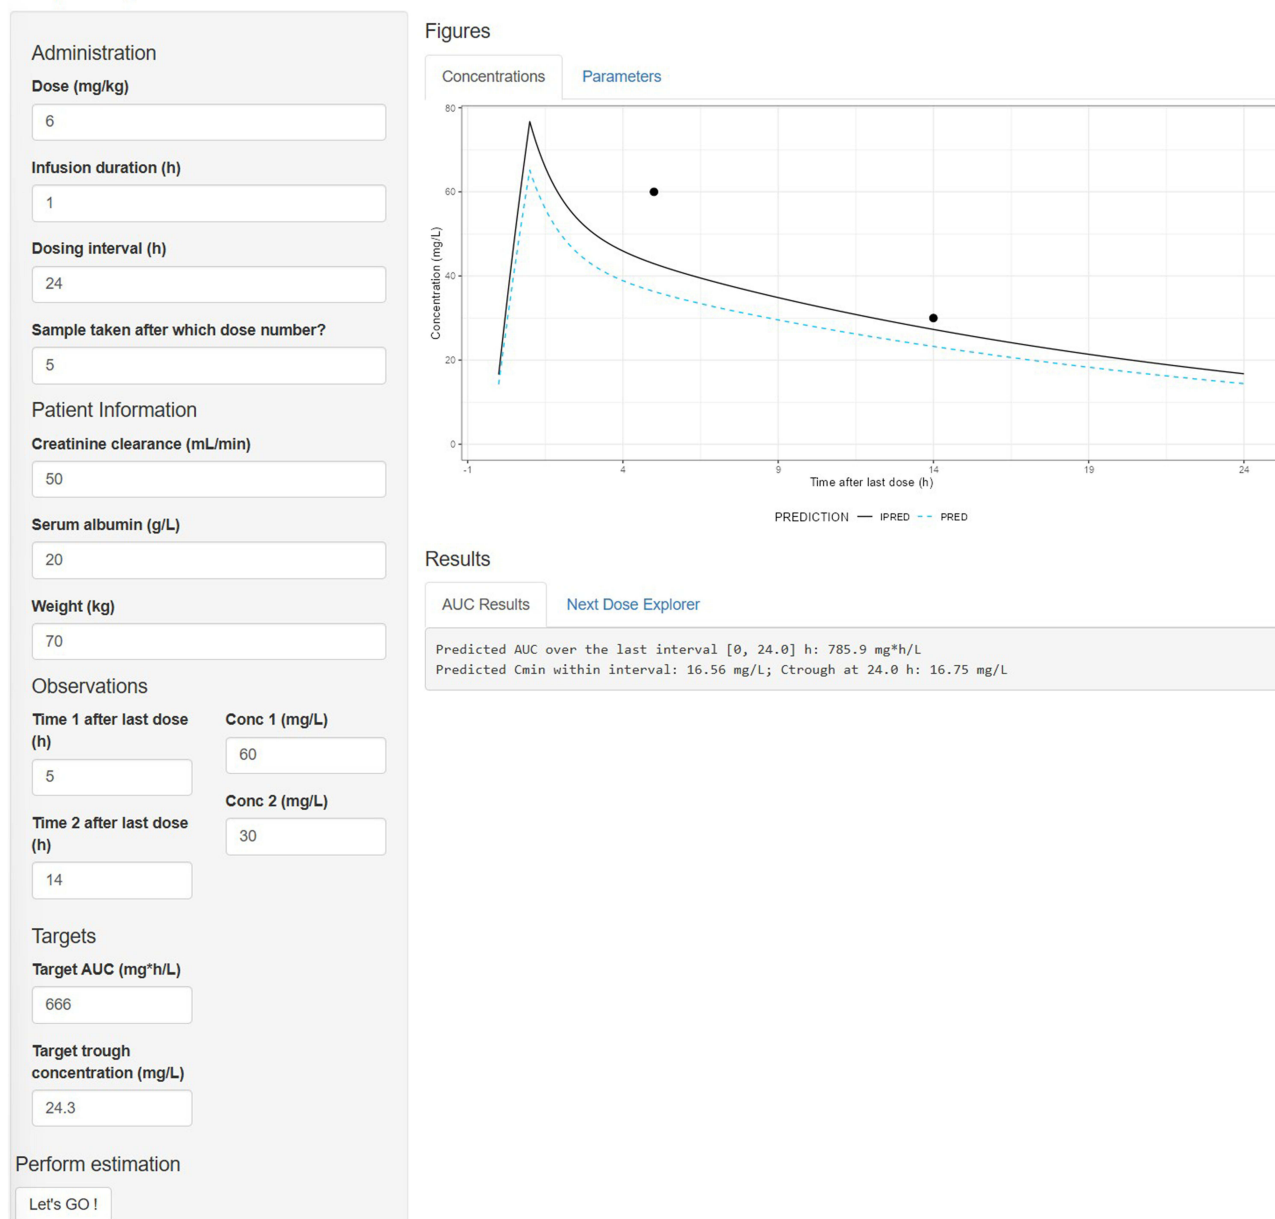 Administration
Dose (mg/kg)
6
Infusion duration (h)
1
Dosing interval (h)
24
Sample taken after which dose number?
5
Patient Information
Creatinine clearance (mL/min)
50
Serum albumin (g/L)
20
Weight (kg)
70
Observations
Time 1 after last dose
(h)
5
Conc 1 (mg/L)
60
Time 2 after last dose
(h)
14
Conc 2 (mg/L)
30
Targets
Target AUC (mg*h/L)
666
Target trough
concentration (mg/L)
24.3
Perform estimation
Let's GO !
Figures
Concentrations Parameters
80
60
40
20
0
Concentration (mg/L)
-1 4 9 14 19 24
Time after last dose (h)
PREDICTION IPRED PRED
Results
AUC Results Next Dose Explorer
Predicted AUC over the last interval [0, 24.0] h: 785.9 mg*h/L
Predicted Cmin within interval: 16.56 mg/L; Ctrough at 24.0 h: 16.75 mg/L